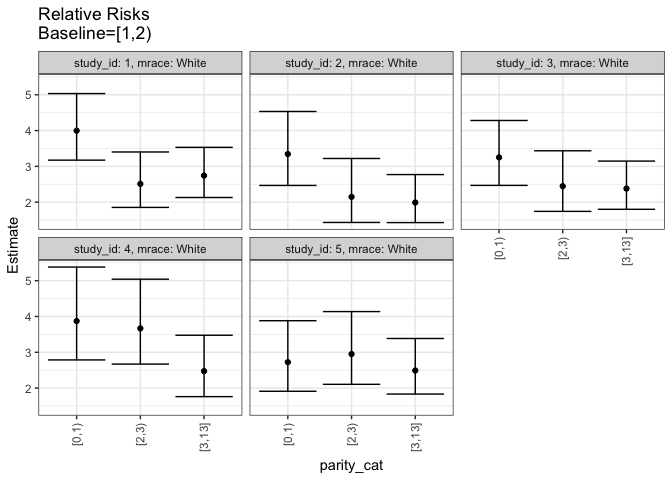 Relative Risks
Baseline=[1,2)
study_id: 1, mrace: White
study_id: 2, mrace: White
study_id: 3, mrace: White
5
4
3
2
[0,1)
[2,3)
[3,13]
Estimate
study_id: 4, mrace: White
study_id: 5, mrace: White
5
4
3
2
[0,1)
[2,3)
[3,13]
[0,1)
[2,3)
[3,13]
parity_cat